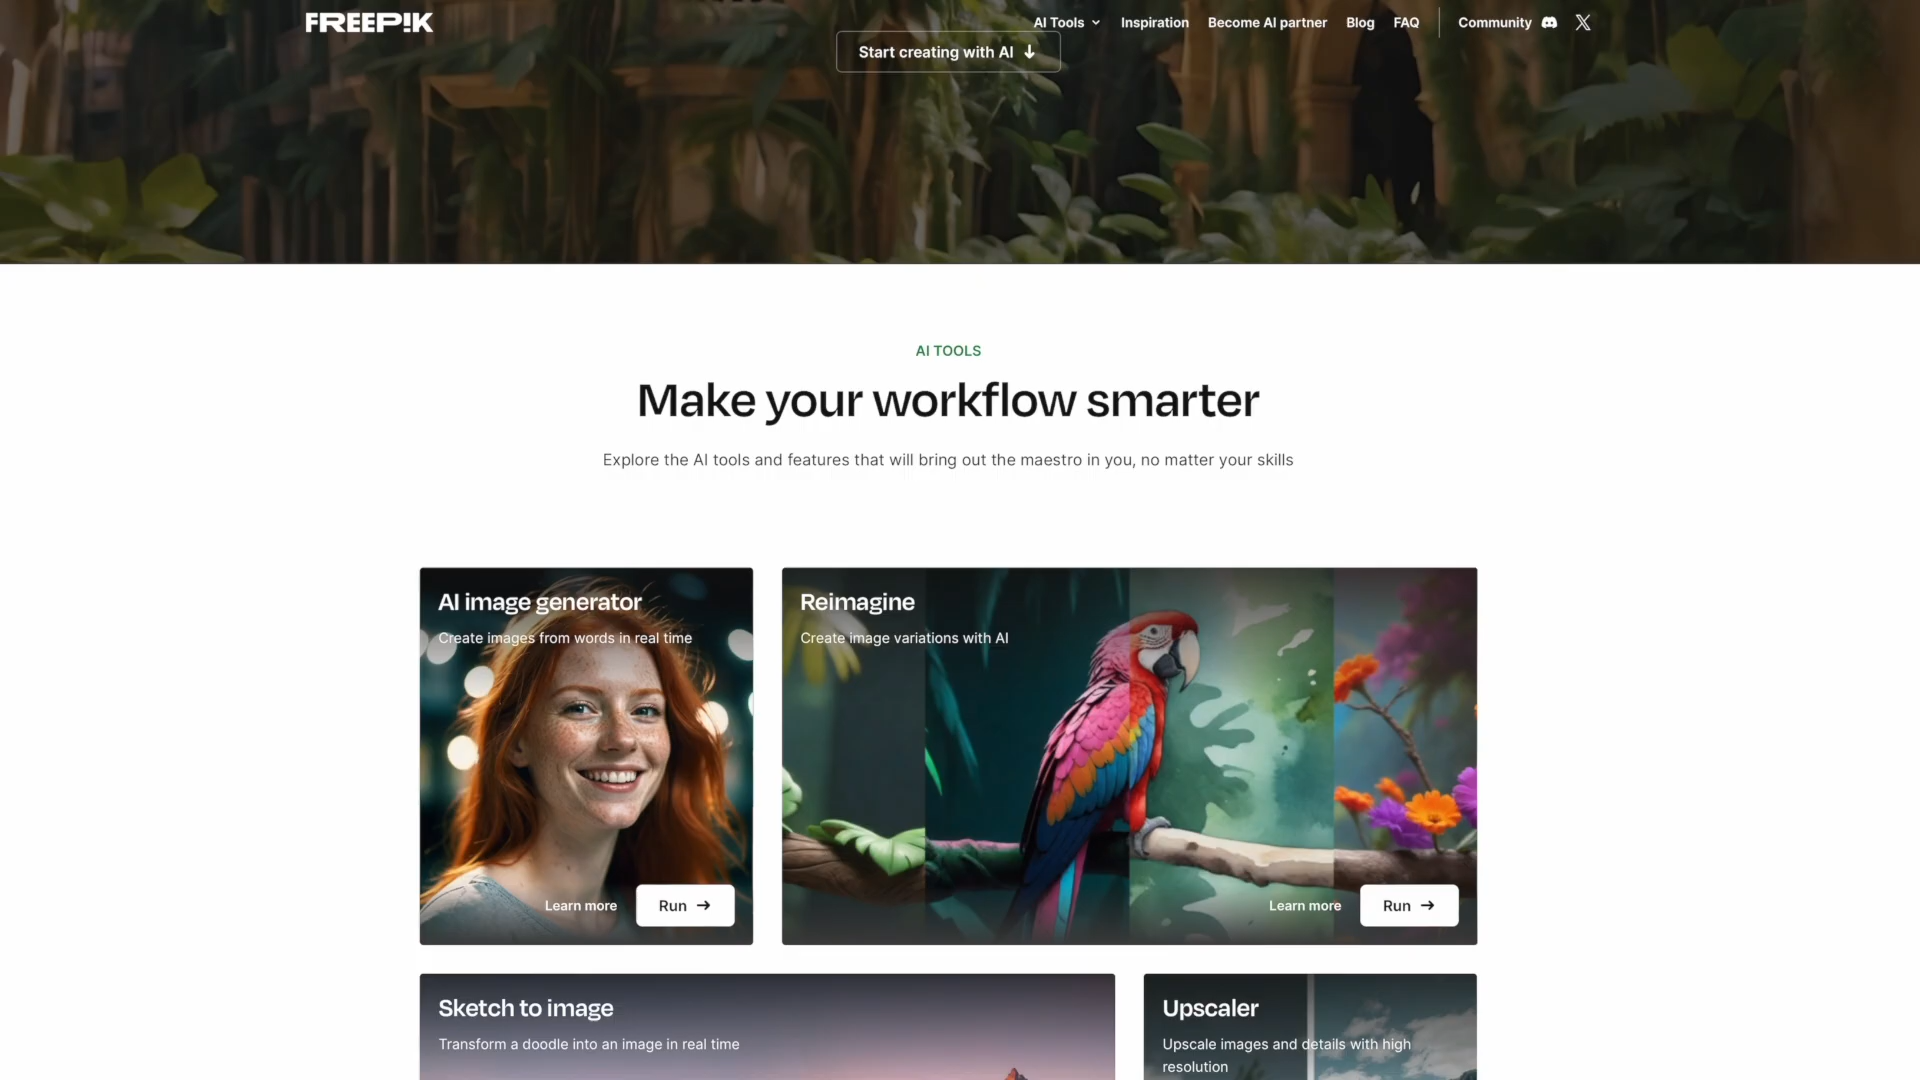 FREEP!K
AI Tools
Inspiration
Become AI partner
Blog
FAQ
Community
Start creating with AI
AI TOOLS
Make your workflow smarter
Explore the AI tools and features that will bring out the maestro in you, no matter your skills
AI image generator
Create images from words in real time
Learn more
Run
Reimagine
Create image variations with AI
Learn more
Run
Sketch to image
Transform a doodle into an image in real time
Upscaler
Upscale images and details with high
resolution